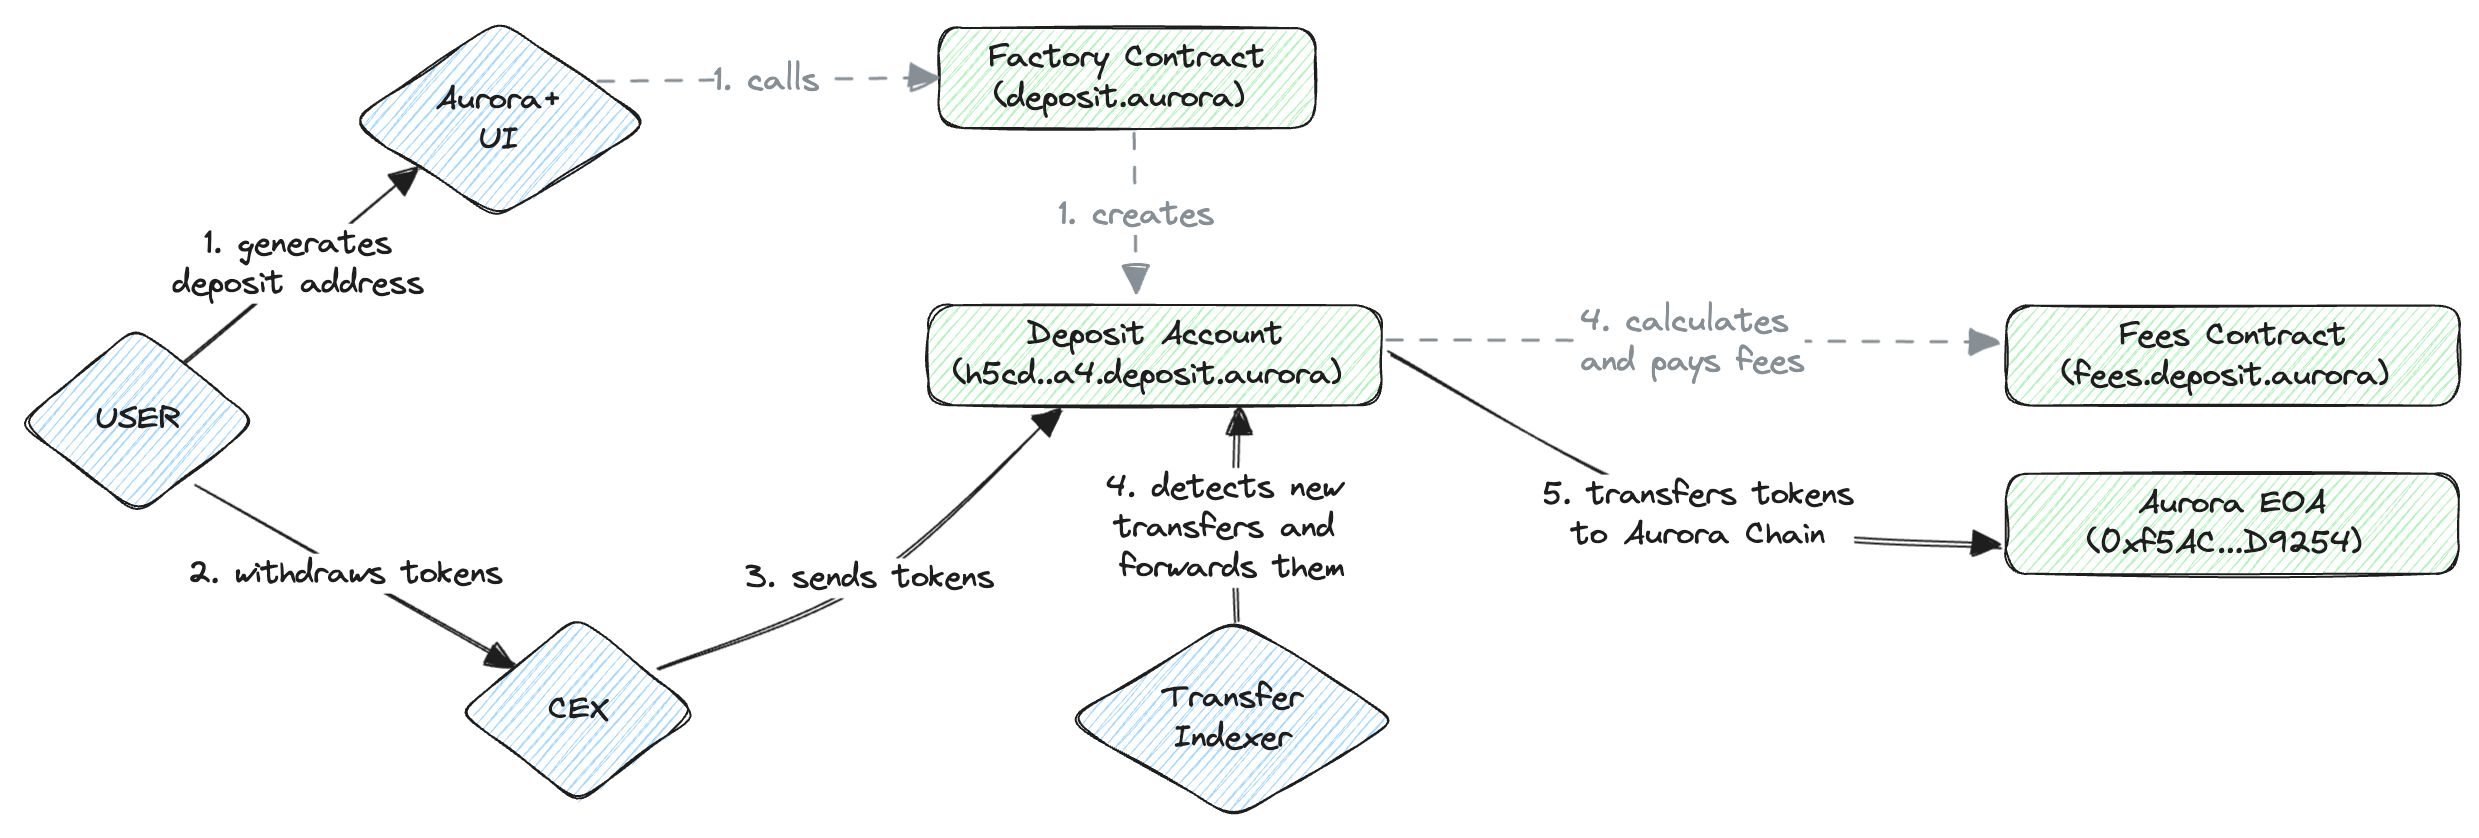 Aurora+
UI
1. calls
Factory Contract
(deposit.aurora)
1. creates
1. generates
deposit address
USER
Deposit Account
(h5cd..a4.deposit.aurora)
4. calculates
and pays fees
Fees Contract
(fees.deposit.aurora)
2. withdraws tokens
CEX
3. sends tokens
4. detects new
transfers and
forwards them
Transfer
Indexer
5. transfers tokens
to Aurora Chain
Aurora EOA
(0xf5AC...D9254)